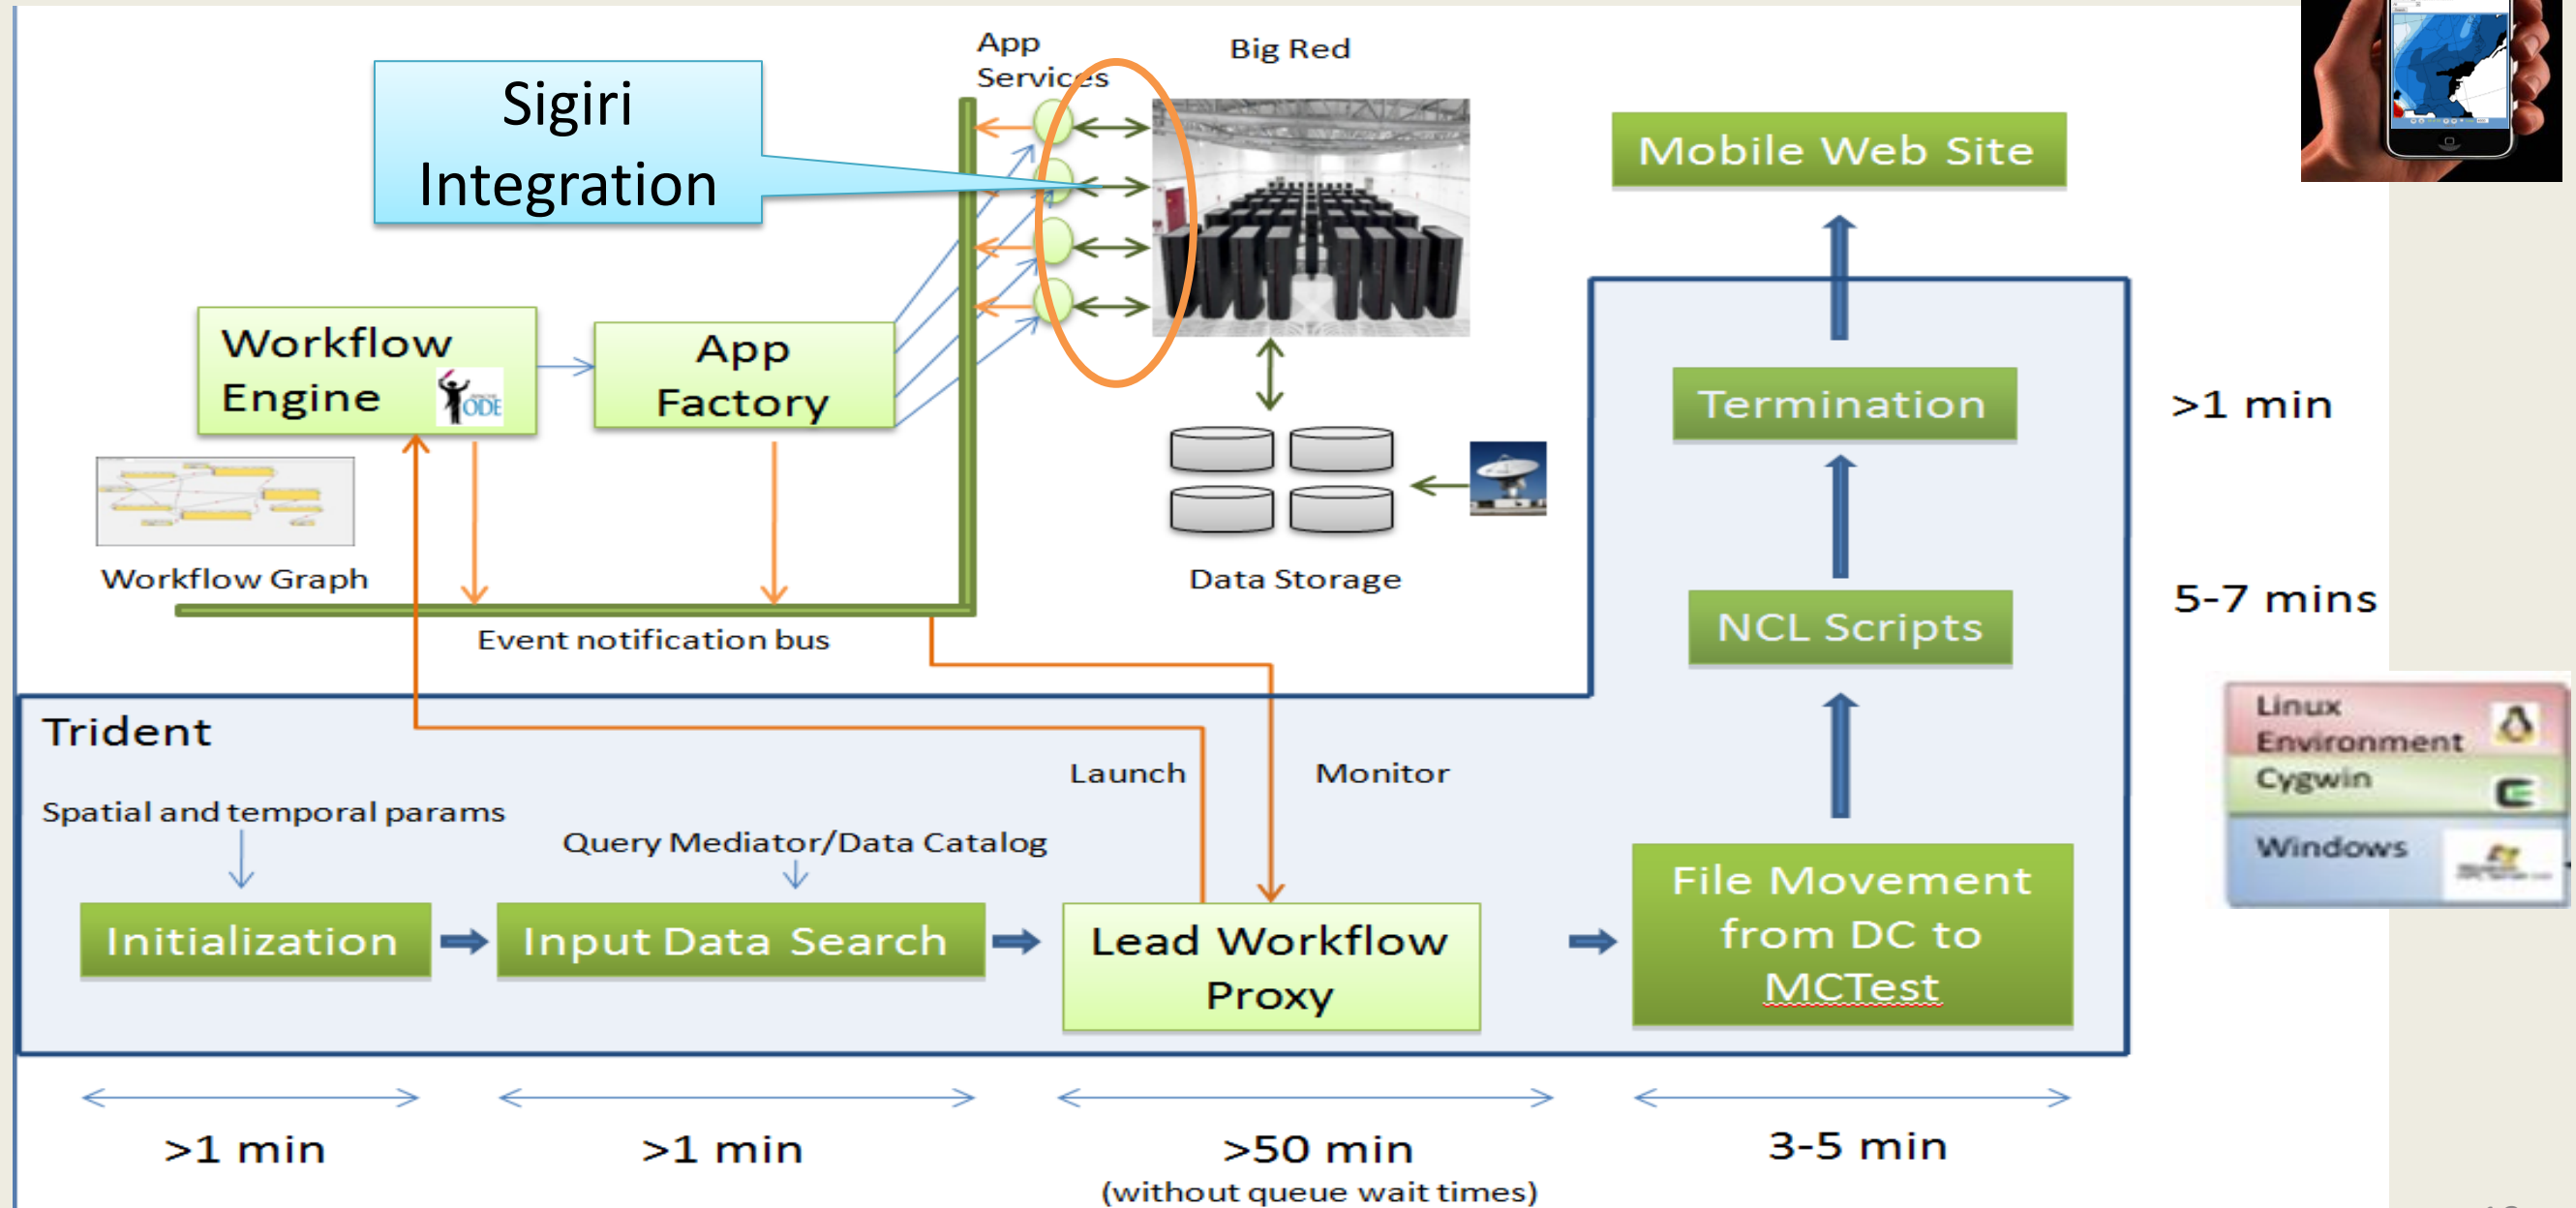 App
Services
Big Red
Sigiri
Integration
Mobile Web Site
Workflow
Engine
ODE
App
Factory
Termination
>1 min
Workflow Graph
Data Storage
NCL Scripts
5-7 mins
Event notification bus
Trident
Launch
Monitor
Linux
Environment
Cygwin
Windows
Spatial and temporal params
Query Mediator/Data Catalog
Initialization
Input Data Search
Lead Workflow
Proxy
File Movement
from DC to
MCTest
>1 min
>1 min
>50 min
(without queue wait times)
3-5 min